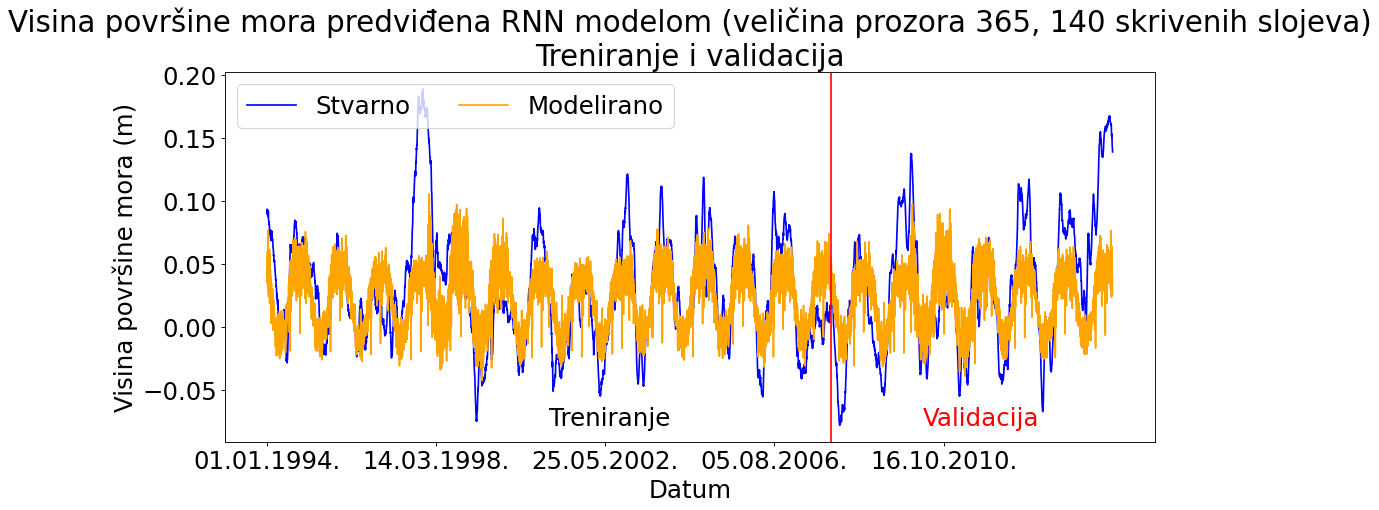 Visina površine mora predviđena RNN modelom (veličina prozora 365, 140 skrivenih slojeva)
Treniranje i validacija
Stvarno Modelirano
Visina površine mora (m)
0.20
0.15
0.10
0.05
0.00
−0.05
Treniranje Validacija
01.01.1994. 14.03.1998. 25.05.2002. 05.08.2006. 16.10.2010.
Datum